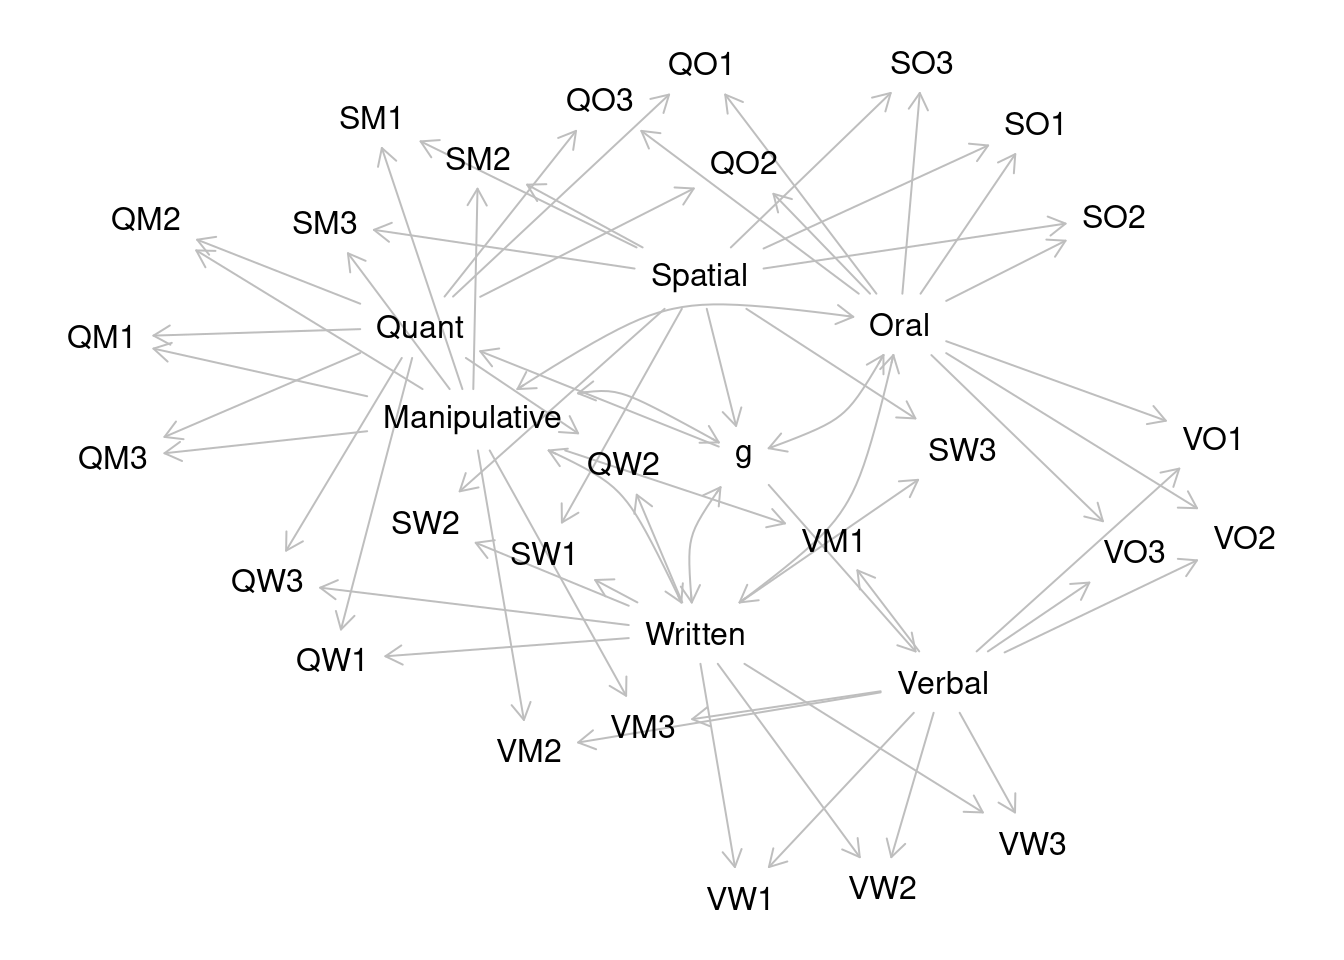 QO1
SO3
QO3
SM1
SO1
SM2
QO2
QM2
SM3
SO2
Spatial
Quant
Oral
QM1
Manipulative
VO1
g
SW3
QM3
QW2
SW2
VO2
VM1
SW1
VO3
QW3
Written
QW1
Verbal
VM3
VM2
VW3
VW2
VW1